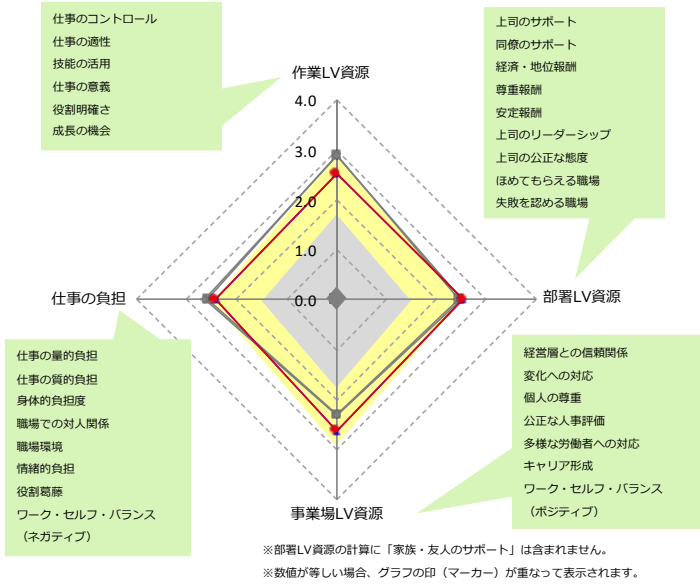 仕事のコントロール
仕事の適性
技能の活用
仕事の意義
役割明確さ
成長の機会
上司のサポート
同僚のサポート
経済・地位報酬
尊重報酬
安定報酬
上司のリーダーシップ
上司の公正な態度
ほめてもらえる職場
失敗を認める職場
作業LV資源
4.0
3.0
2.0
1.0
0.0
仕事の負担
部署LV資源
事業場LV資源
仕事の量的負担
仕事の質的負担
身体的負担度
職場での対人関係
職場環境
情緒的負担
役割葛藤
ワーク・セルフ・バランス
（ネガティブ）
経営層との信頼関係
変化への対応
個人の尊重
公正な人事評価
多様な労働者への対応
キャリア形成
ワーク・セルフ・バランス
（ポジティブ）
※部署LV資源の計算に「家族・友人のサポート」は含まれません。
※数値が等しい場合、グラフの印（マーカー）が重なって表示されます。